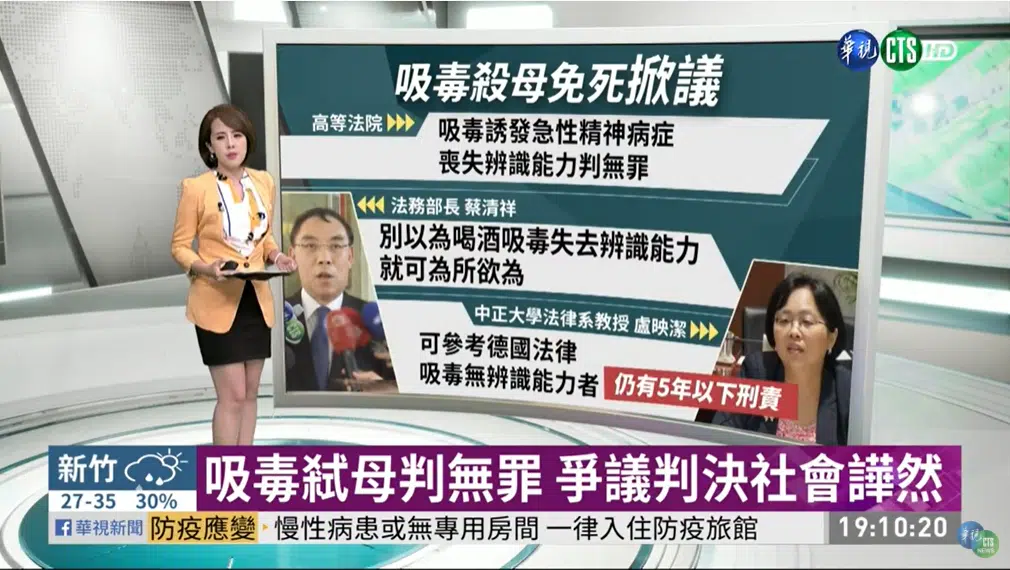 華視 CTS HD
吸毒殺母免死掀議
高等法院
吸毒誘發急性精神病症
喪失辨識能力判無罪
法務部長 蔡清祥
別以為喝酒吸毒失去辨識能力
就可為所欲為
中正大學法律系教授 盧映潔
可參考德國法律
吸毒無辨識能力者 仍有5年以下刑責
新竹
27-35 30%
吸毒弒母判無罪 爭議判決社會譁然
華視新聞 防疫應變 慢性病患或無專用房間 一律入住防疫旅館
19:10:20
華視 CTS NEWS